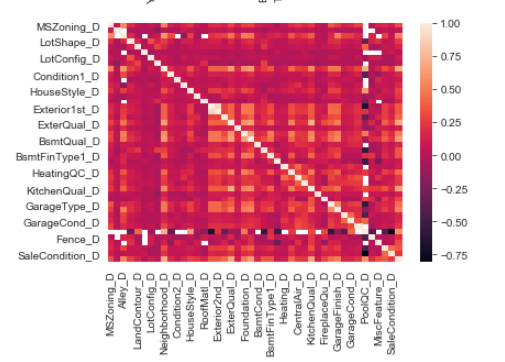 MSZoning_D
LotShape_D
LotConfig_D
Condition1_D
HouseStyle_D
Exterior1st_D
ExterQual_D
BsmtQual_D
BsmtFinType1_D
HeatingQC_D
KitchenQual_D
GarageType_D
GarageCond_D
Fence_D
SaleCondition_D
1.00
0.75
0.50
0.25
0.00
−0.25
−0.50
−0.75
MSZoning_D
Alley_D
LandContour_D
LotConfig_D
Neighborhood_D
Condition2_D
HouseStyle_D
RoofMatl_D
Exterior2nd_D
ExterQual_D
Foundation_D
BsmtCond_D
BsmtFinType1_D
Heating_D
CentralAir_D
KitchenQual_D
FireplaceQu_D
GarageFinish_D
GarageCond_D
PoolQC_D
MiscFeature_D
SaleCondition_D